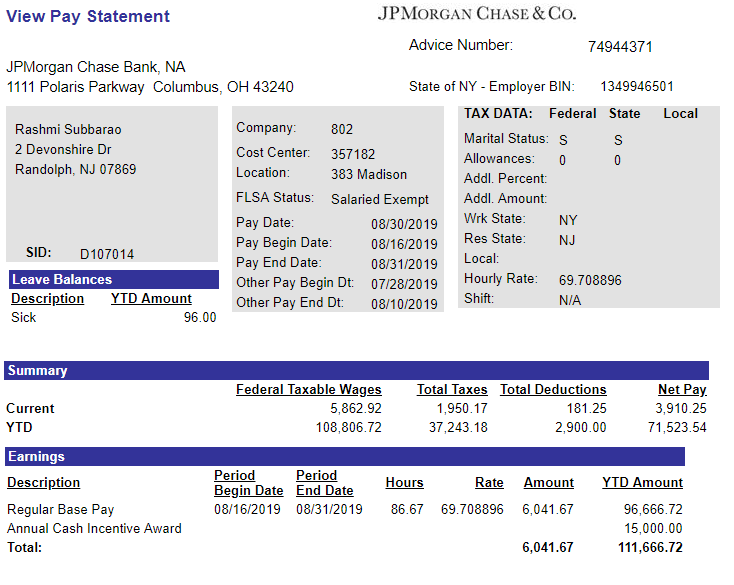 View Pay Statement
JPMORGAN CHASE & CO.
Advice Number: 74944371
JPMorgan Chase Bank, NA
1111 Polaris Parkway Columbus, OH 43240
State of NY - Employer BIN: 1349946501
Rashmi Subbarao
2 Devonshire Dr
Randolph, NJ 07869
SID: D107014
Leave Balances
Description YTD Amount
Sick 96.00
Company: 802
Cost Center: 357182
Location: 383 Madison
FLSA Status: Salaried Exempt
Pay Date: 08/30/2019
Pay Begin Date: 08/16/2019
Pay End Date: 08/31/2019
Other Pay Begin Dt: 07/28/2019
Other Pay End Dt: 08/10/2019
TAX DATA: Federal State Local
Marital Status: S S
Allowances: 0 0
Addl. Percent:
Addl. Amount:
Wrk State: NY
Res State: NJ
Local:
Hourly Rate: 69.708896
Shift: N/A
Summary
Federal Taxable Wages Total Taxes Total Deductions Net Pay
Current 5,862.92 1,950.17 181.25 3,910.25
YTD 108,806.72 37,243.18 2,900.00 71,523.54
Earnings
Description Period Begin Date Period End Date Hours Rate Amount YTD Amount
Regular Base Pay 08/16/2019 08/31/2019 86.67 69.708896 6,041.67 96,666.72
Annual Cash Incentive Award 15,000.00
Total: 6,041.67 111,666.72